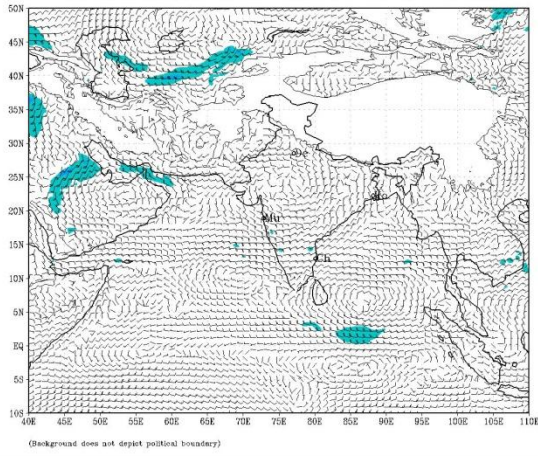 50N
45N
40N
35N
30N
25N
20N
15N
10N
5N
EQ
5S
10S
De
Mu
Ch
40E 45E 50E 55E 60E 65E 70E 75E 80E 85E 90E 95E 100E 105E 110E
(Background does not depict political boundary)